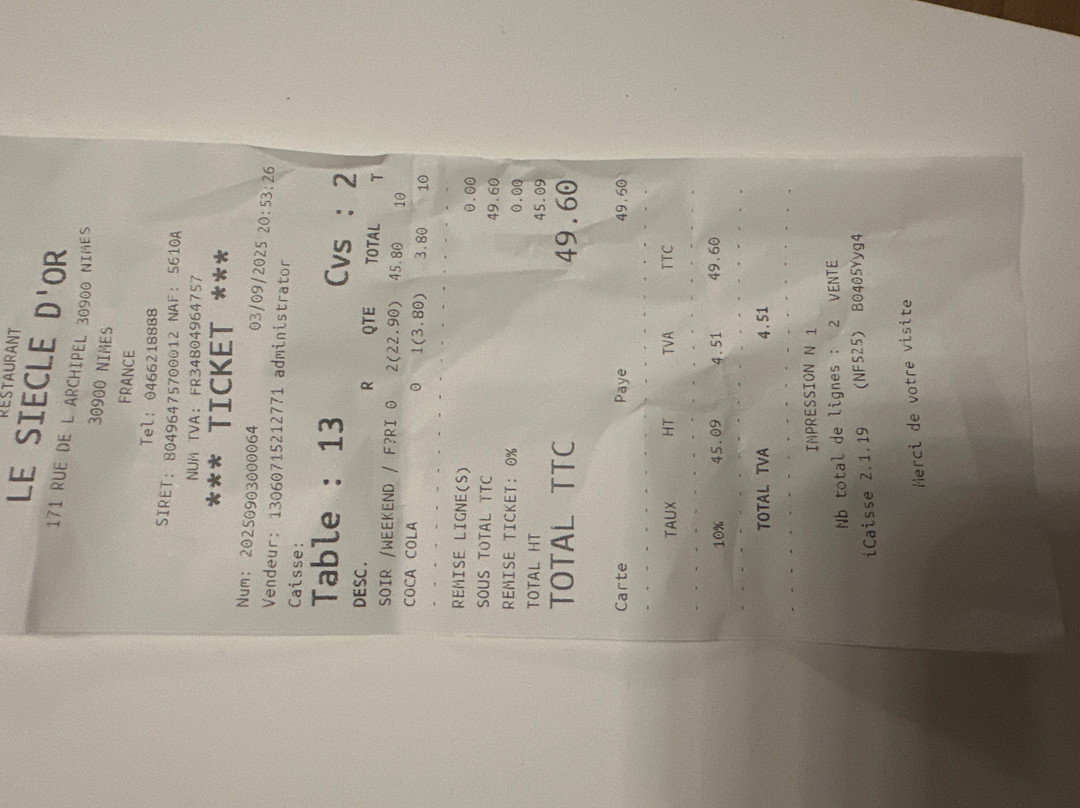 RESTAURANT
LE SIECLE D'OR
171 RUE DE L ARCHIPEL 30900 NIMES
30900 NIMES
FRANCE
Tel: 0466218888
SIRET: 80496475700012 NAF: 5610A
NUM TVA: FR34804964757
*** TICKET ***
Num: 20250903000064 03/09/2025 20:53:26
Vendeur: 13060715212771 administrator
Caisse:
Table : 13 Cvs : 2
DESC. R QTE TOTAL T
SOIR /WEEKEND / F?RI 0 2(22.90) 45.80 10
COCA COLA 0 1(3.80) 3.80 10
REMISE LIGNE(S) 0.00
SOUS TOTAL TTC 49.60
REMISE TICKET: 0% 0.00
TOTAL HT 45.09
TOTAL TTC 49.60
Carte Paye 49.60
TAUX HT TVA TTC
10% 45.09 4.51 49.60
TOTAL TVA 4.51
IMPRESSION N 1
Nb total de lignes : 2 VENTE
iCaisse 2.1.19 (NF525) B0405Yyg4
Merci de votre visite